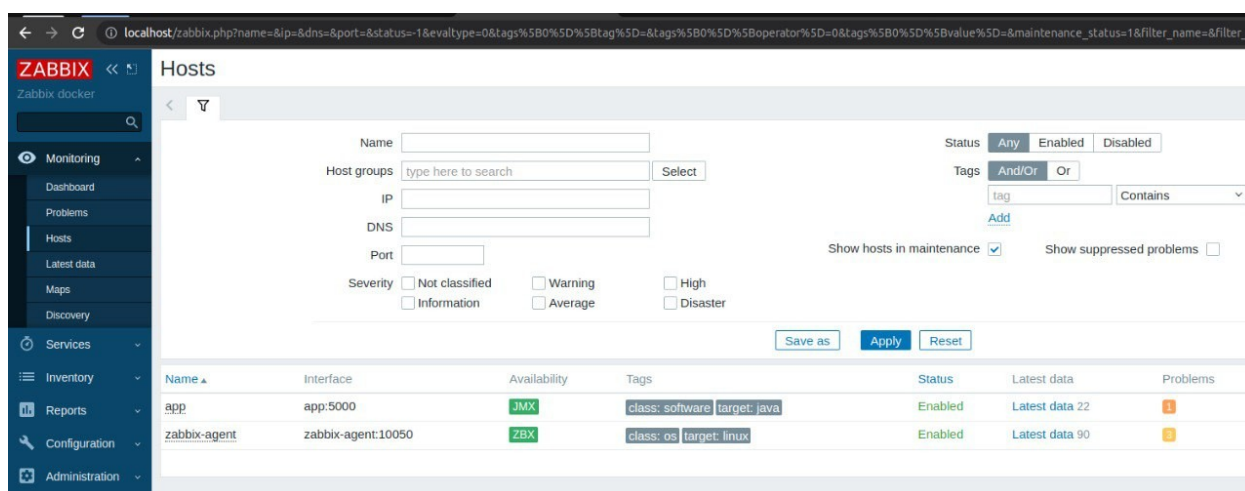 localhost/zabbix.php?name=&ip=&dns=&port=&status=-1&evaltype=0&tags%5B0%5D%5Btag%5D=&tags%5B0%5D%5Boperator%5D=0&tags%5B0%5D%5Bvalue%5D=&maintenance_status=1&filter_name=&filter_
ZABBIX
Hosts
Zabbix docker
Monitoring
Dashboard
Problems
Hosts
Latest data
Maps
Discovery
Services
Inventory
Reports
Configuration
Administration
Name
Host groups type here to search Select
IP
DNS
Port
Severity Not classified Warning High
Information Average Disaster
Status Any Enabled Disabled
Tags And/Or Or
tag Contains
Add
Show hosts in maintenance Show suppressed problems
Save as Apply Reset
Name Interface Availability Tags Status Latest data Problems
app app:5000 JMX class: software target: java Enabled Latest data 22 1
zabbix-agent zabbix-agent:10050 ZBX class: os target: linux Enabled Latest data 90 3